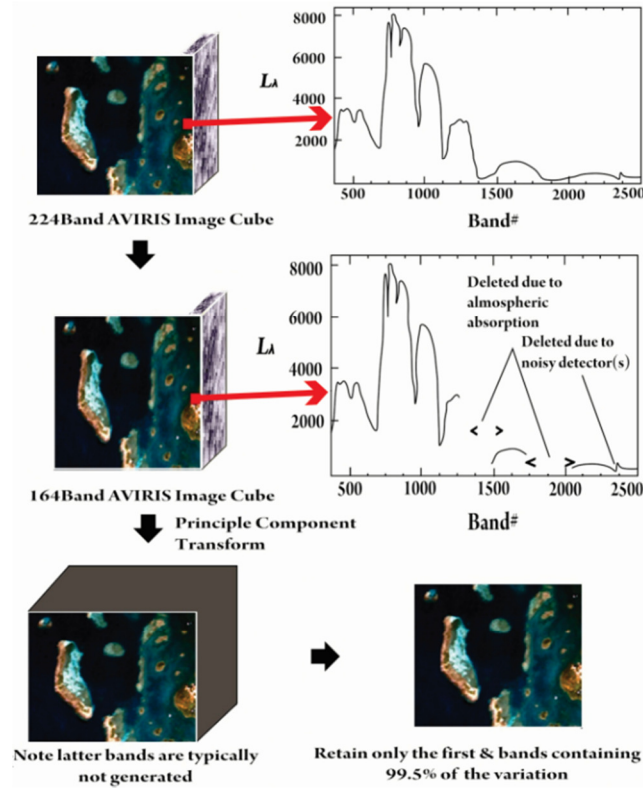 8000
6000
Lλ
4000
2000
500 1000 1500 2000 2500
Band#
224Band AVIRIS Image Cube
8000
Deleted due to
almospheric
absorption
6000
Deleted due to
noisy detector(s)
Lλ
4000
2000
< > < >
500 1000 1500 2000 2500
Band#
164Band AVIRIS Image Cube
Principle Component
Transform
Note latter bands are typically
not generated
Retain only the first & bands containing
99.5% of the variation